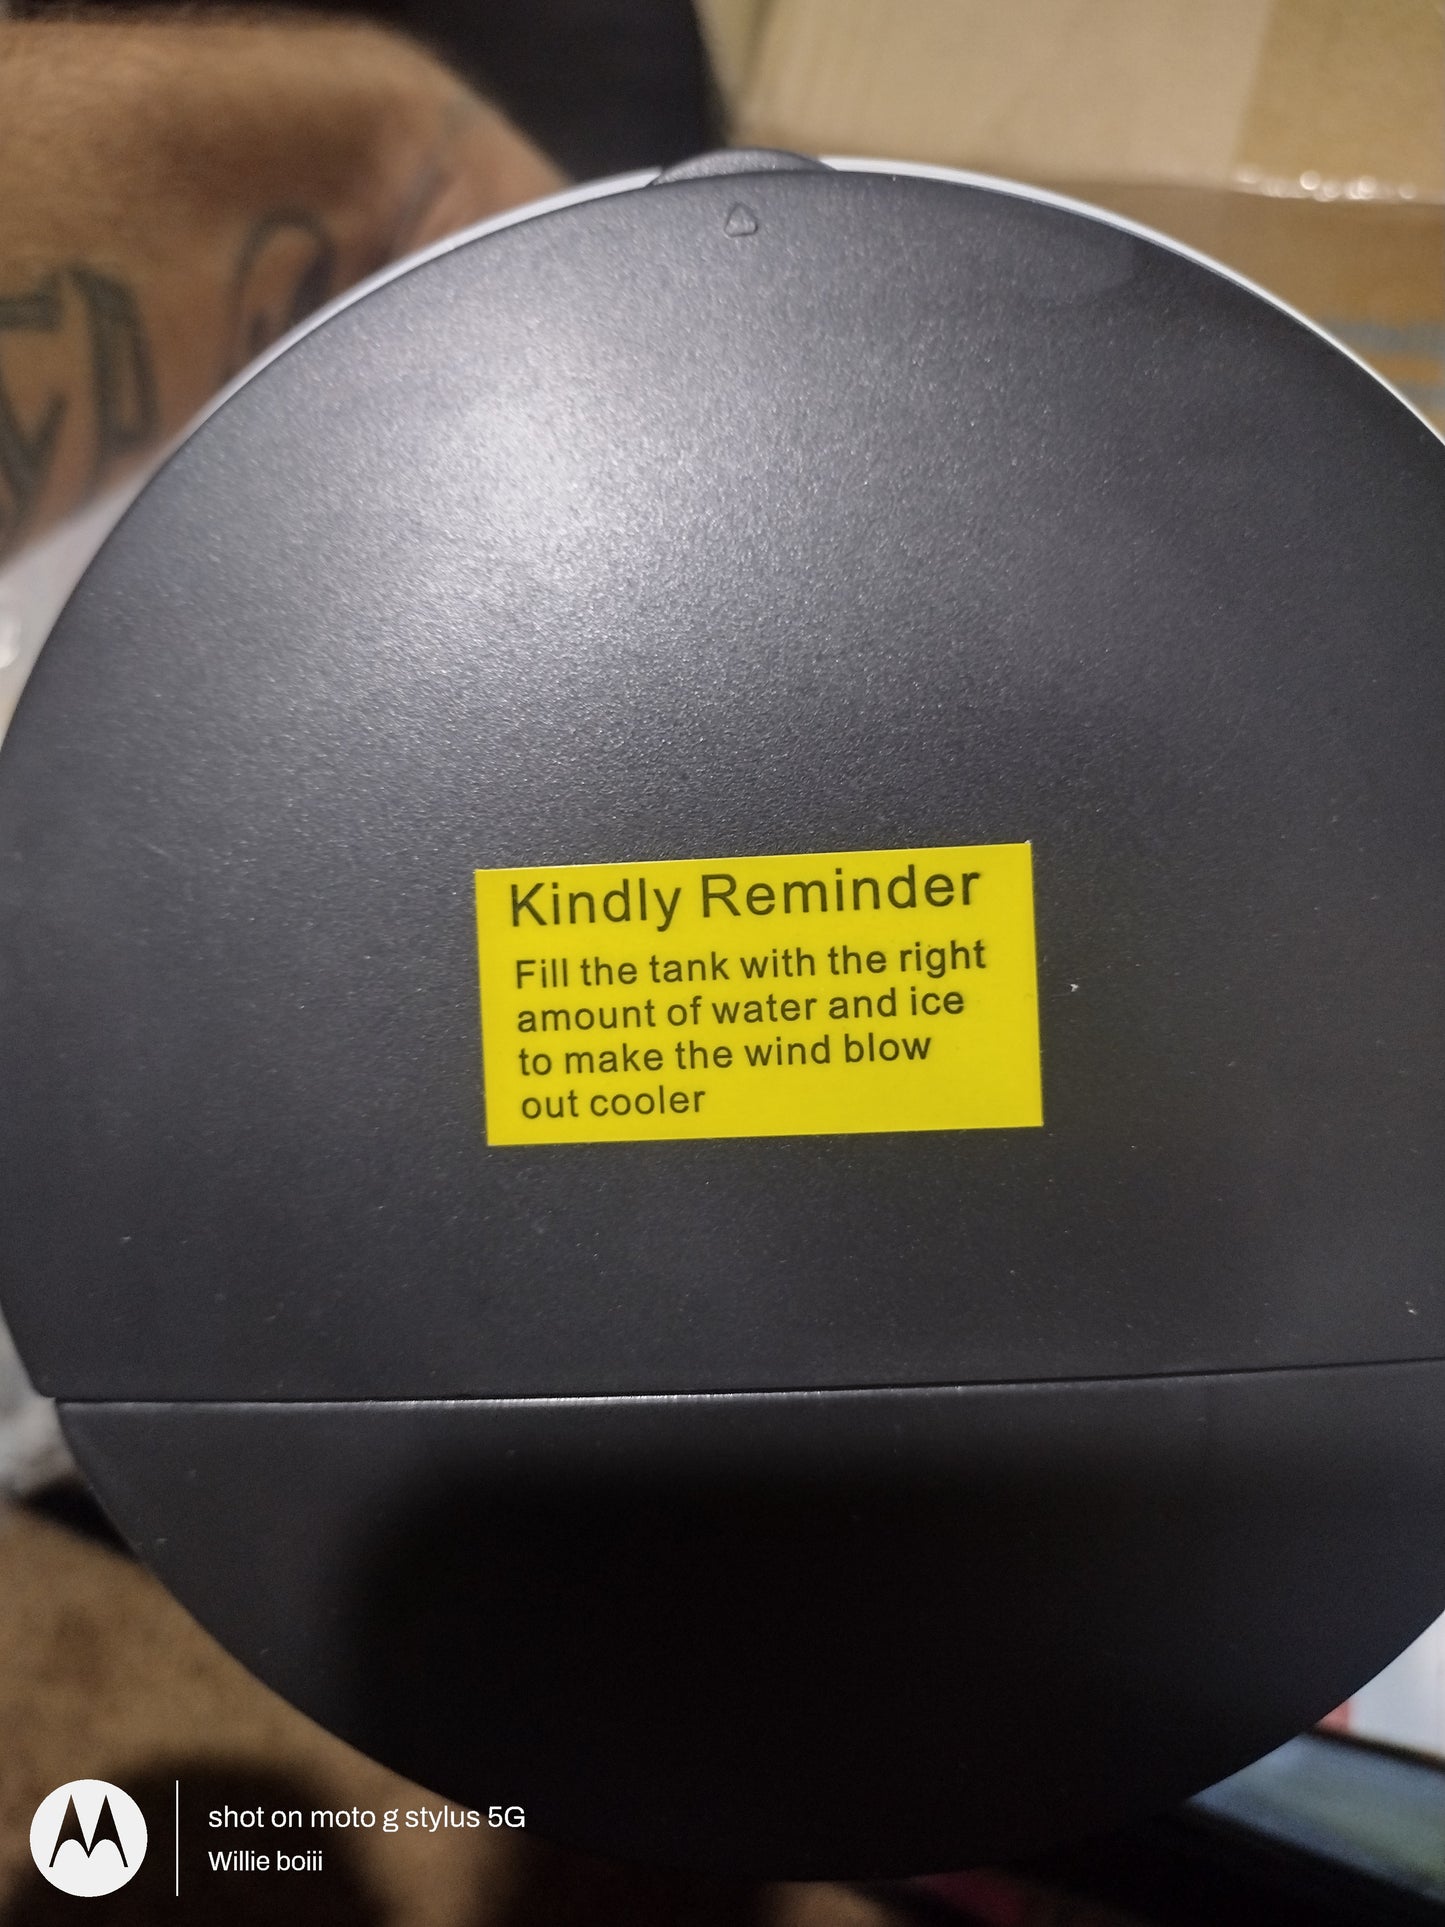 Kindly Reminder
Fill the tank with the right
amount of water and ice
to make the wind blow
out cooler
shot on moto g stylus 5G
Willie boiii